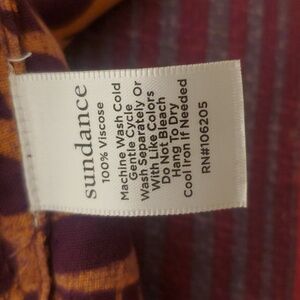 sundance
100% Viscose
Machine Wash Cold
Gentle Cycle
Wash Separately Or
With Like Colors
Do Not Bleach
Hang To Dry
Cool Iron If Needed
RN#106205